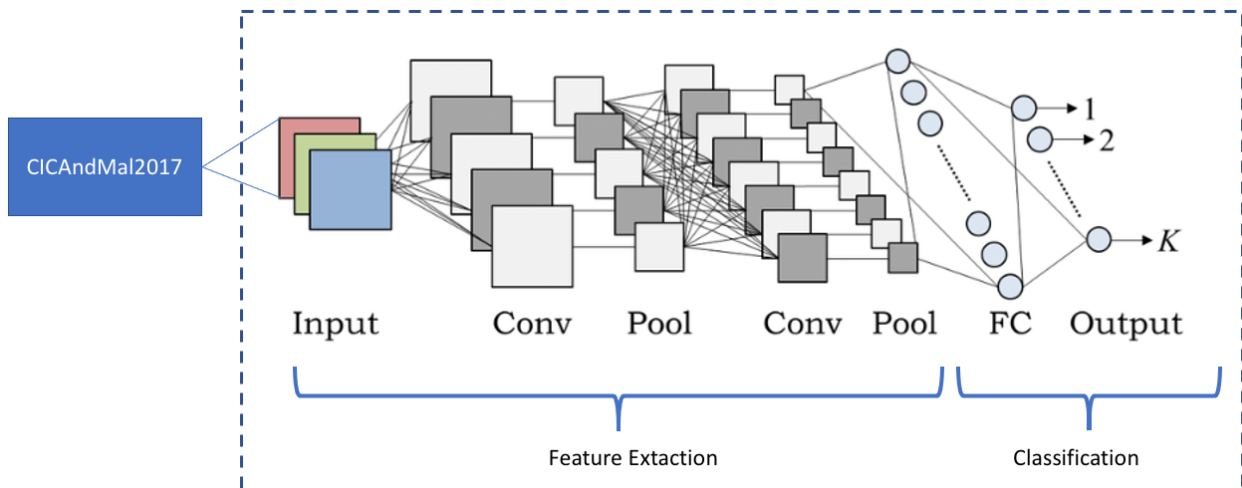 CICAndMal2017
1
2
K
Input Conv Pool Conv Pool FC Output
Feature Extaction Classification